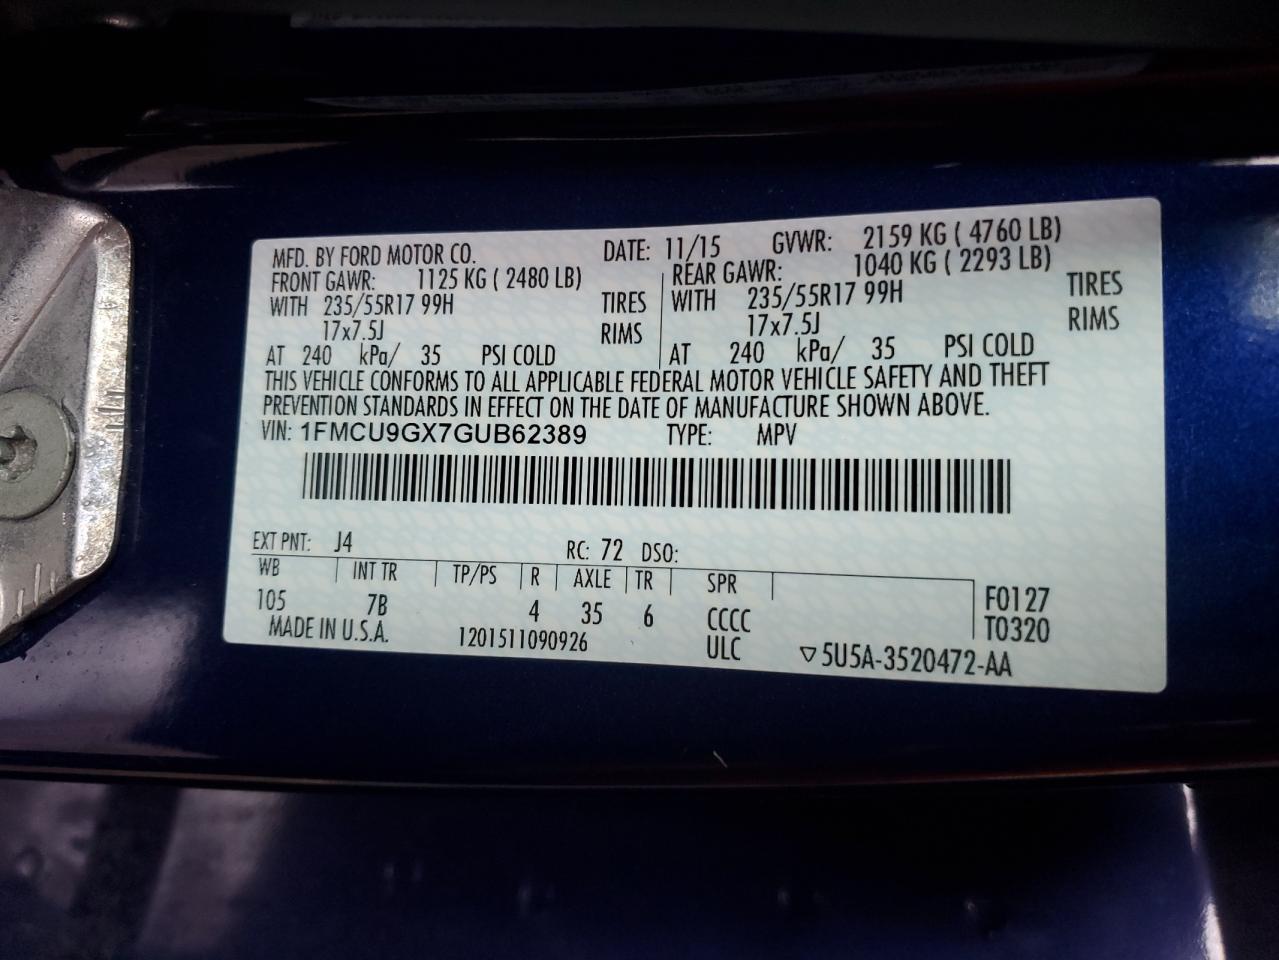 MFD. BY FORD MOTOR CO. DATE: 11/15 GVWR: 2159 KG ( 4760 LB)
FRONT GAWR: 1125 KG ( 2480 LB) REAR GAWR: 1040 KG ( 2293 LB)
WITH 235/55R17 99H TIRES WITH 235/55R17 99H TIRES
17x7.5J RIMS 17x7.5J RIMS
AT 240 kPa/ 35 PSI COLD AT 240 kPa/ 35 PSI COLD
THIS VEHICLE CONFORMS TO ALL APPLICABLE FEDERAL MOTOR VEHICLE SAFETY AND THEFT
PREVENTION STANDARDS IN EFFECT ON THE DATE OF MANUFACTURE SHOWN ABOVE.
VIN: 1FMCU9GX7GUB62389 TYPE: MPV
EXT PNT: J4 RC: 72 DSO:
WB INT TR TP/PS R AXLE TR SPR
105 7B 4 35 6 CCCC F0127
T0320
MADE IN U.S.A. 1201511090926 ULC ▽5U5A-3520472-AA